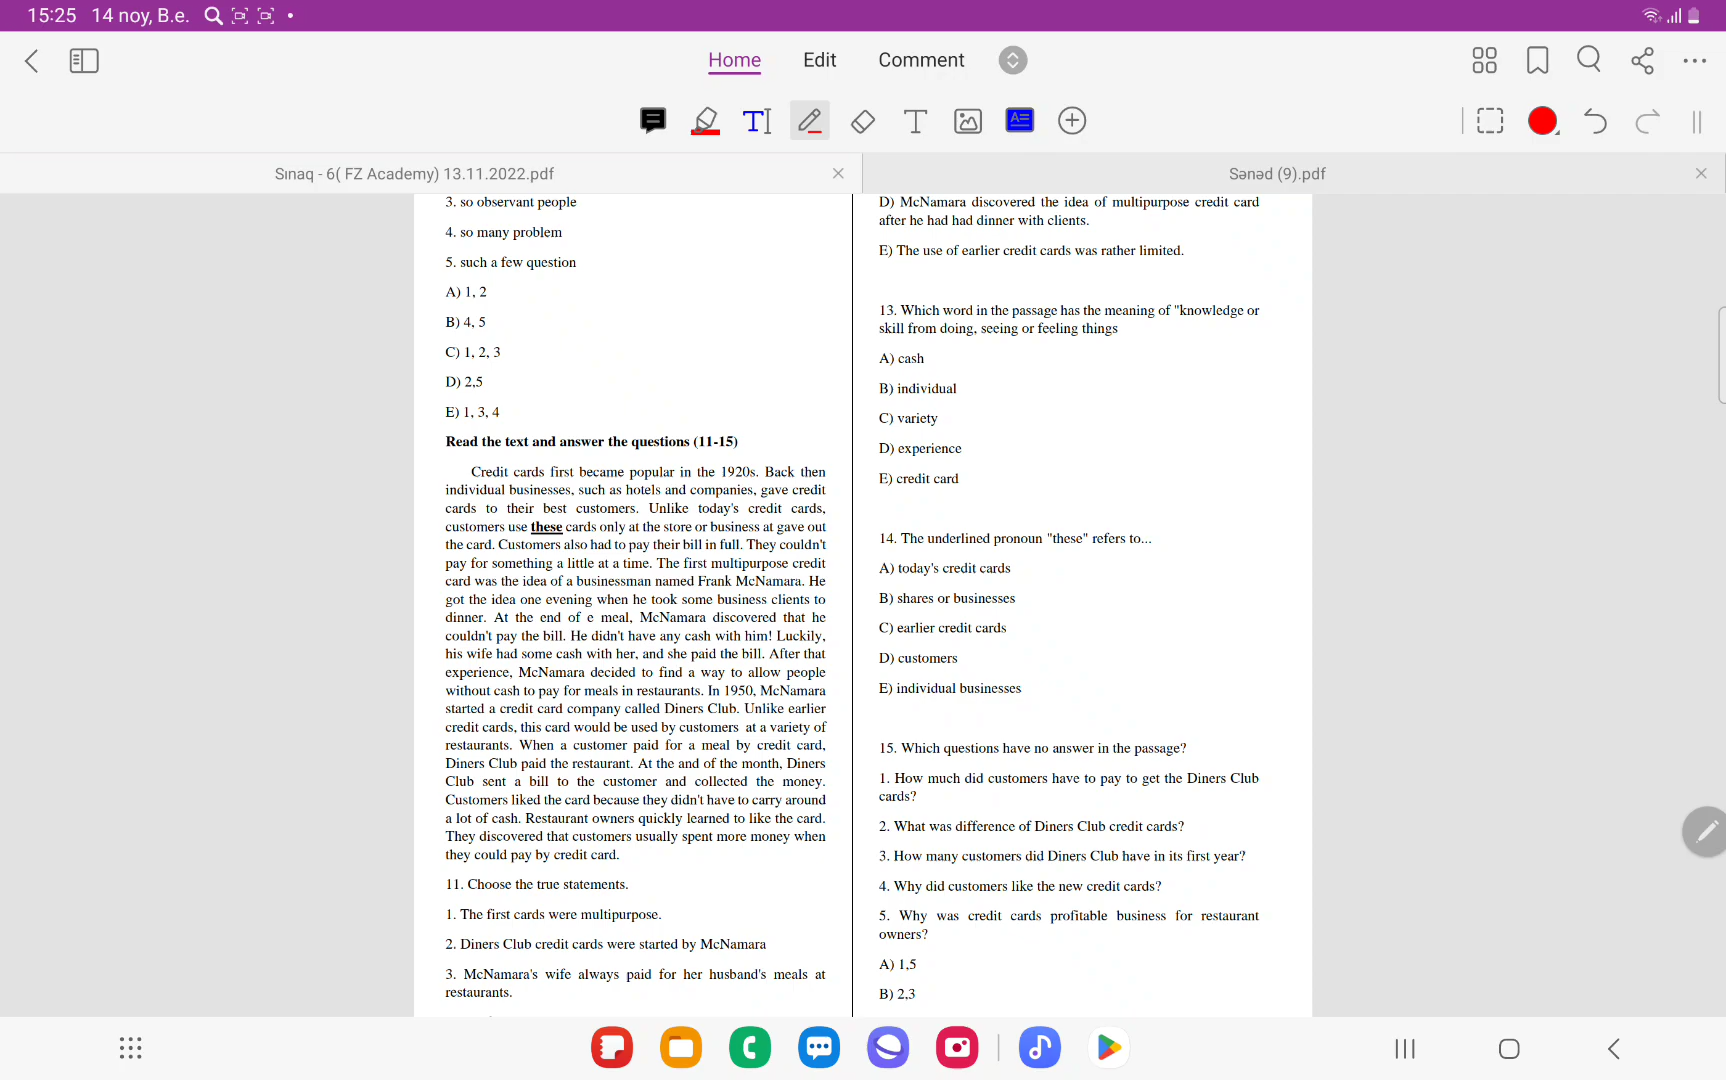 15:25 14 noy, B.e.
Home Edit Comment
Sınaq - 6( FZ Academy) 13.11.2022.pdf
Sənəd (9).pdf
3. so observant people
4. so many problem
5. such a few question
A) 1, 2
B) 4, 5
C) 1, 2, 3
D) 2,5
E) 1, 3, 4
Read the text and answer the questions (11-15)
Credit cards first became popular in the 1920s. Back then
individual businesses, such as hotels and companies, gave credit
cards to their best customers. Unlike today's credit cards,
customers use these cards only at the store or business at gave out
the card. Customers also had to pay their bill in full. They couldn't
pay for something a little at a time. The first multipurpose credit
card was the idea of a businessman named Frank McNamara. He
got the idea one evening when he took some business clients to
dinner. At the end of e meal, McNamara discovered that he
couldn't pay the bill. He didn't have any cash with him! Luckily,
his wife had some cash with her, and she paid the bill. After that
experience, McNamara decided to find a way to allow people
without cash to pay for meals in restaurants. In 1950, McNamara
started a credit card company called Diners Club. Unlike earlier
credit cards, this card would be used by customers at a variety of
restaurants. When a customer paid for a meal by credit card,
Diners Club paid the restaurant. At the and of the month, Diners
Club sent a bill to the customer and collected the money.
Customers liked the card because they didn't have to carry around
a lot of cash. Restaurant owners quickly learned to like the card.
They discovered that customers usually spent more money when
they could pay by credit card.
11. Choose the true statements.
1. The first cards were multipurpose.
2. Diners Club credit cards were started by McNamara
3. McNamara's wife always paid for her husband's meals at
restaurants.
D) McNamara discovered the idea of multipurpose credit card
after he had had dinner with clients.
E) The use of earlier credit cards was rather limited.
13. Which word in the passage has the meaning of "knowledge or
skill from doing, seeing or feeling things
A) cash
B) individual
C) variety
D) experience
E) credit card
14. The underlined pronoun "these" refers to...
A) today's credit cards
B) shares or businesses
C) earlier credit cards
D) customers
E) individual businesses
15. Which questions have no answer in the passage?
1. How much did customers have to pay to get the Diners Club
cards?
2. What was difference of Diners Club credit cards?
3. How many customers did Diners Club have in its first year?
4. Why did customers like the new credit cards?
5. Why was credit cards profitable business for restaurant
owners?
A) 1,5
B) 2,3